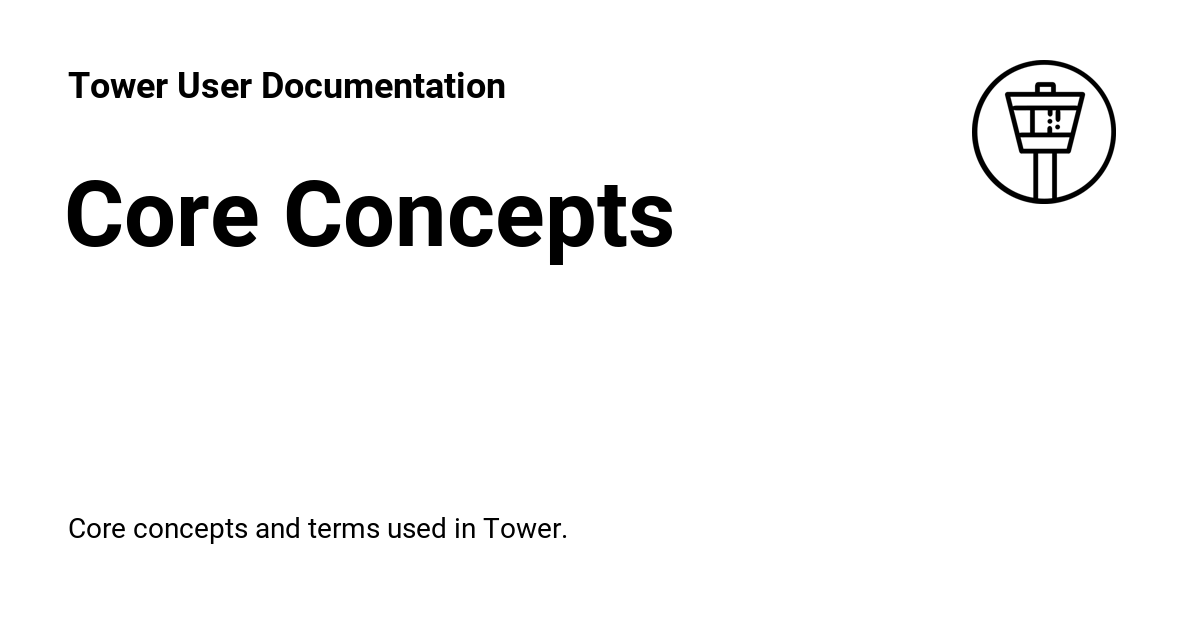 Tower User Documentation
Core Concepts
Core concepts and terms used in Tower.